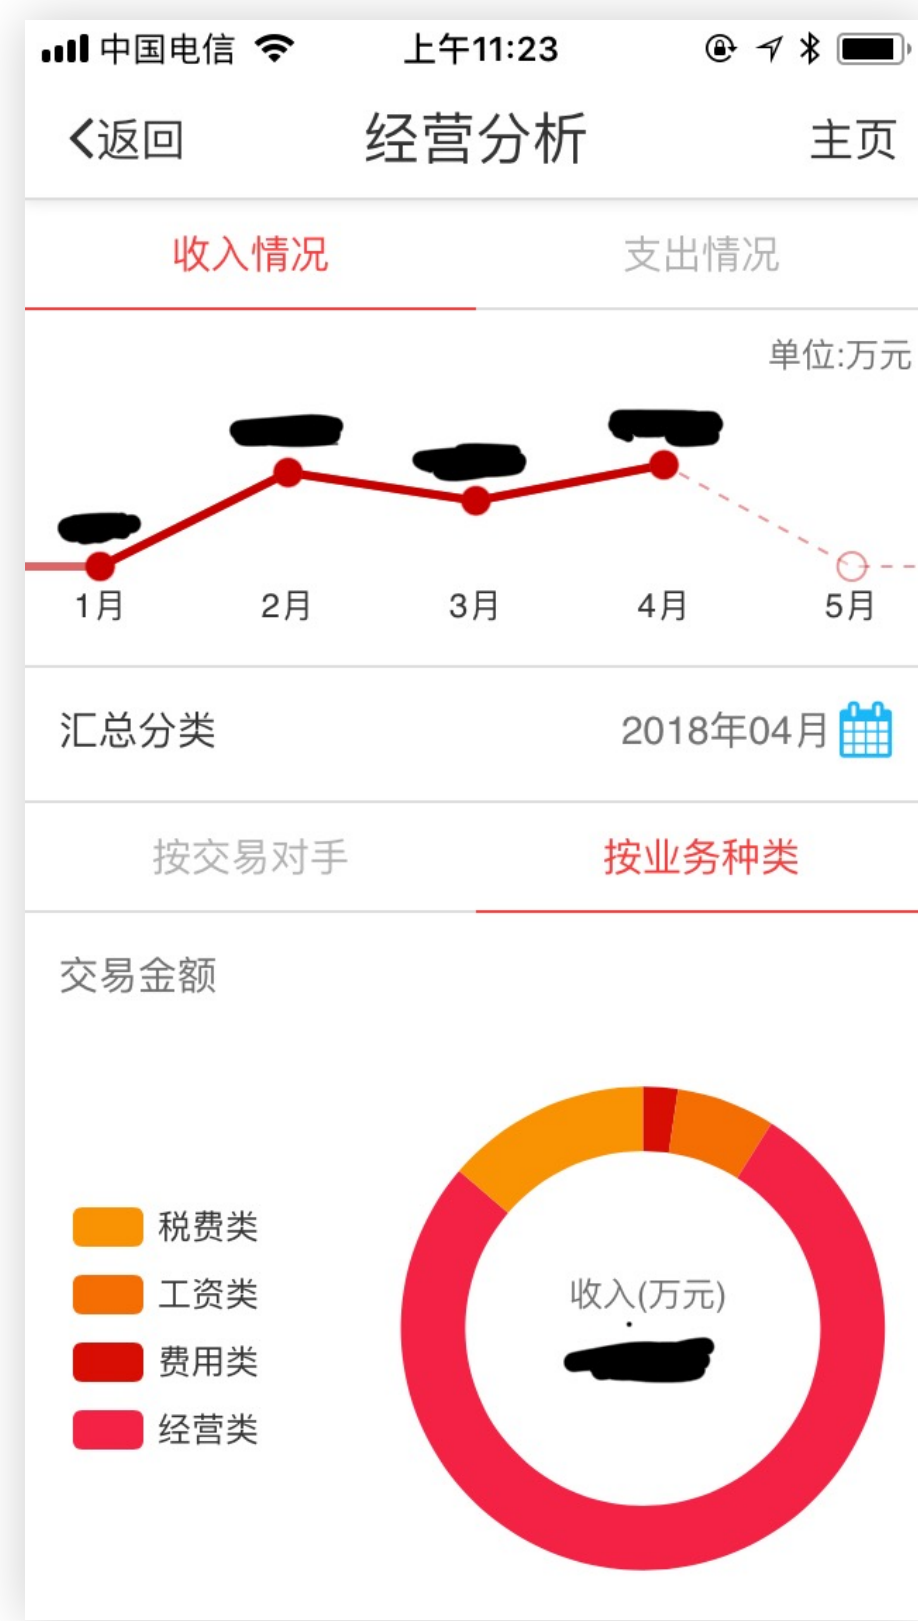 中国电信 上午11:23
返回 经营分析 主页
收入情况 支出情况
单位:万元
1月 2月 3月 4月 5月
汇总分类 2018年04月
按交易对手 按业务种类
交易金额
税费类
工资类
费用类
经营类
收入(万元)